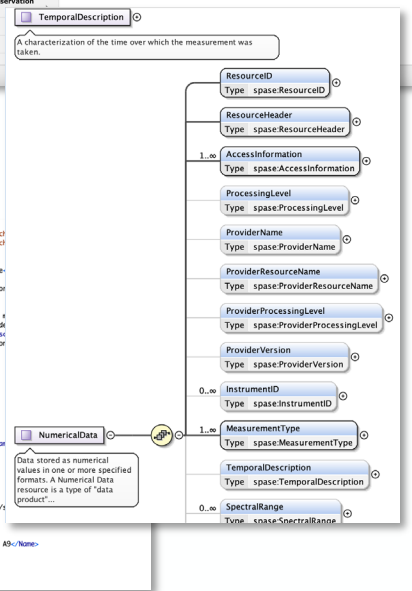 servation
TemporalDescription
A characterization of the time over which the measurement was
taken.
ResourceID
Type spase:ResourceID
ResourceHeader
Type spase:ResourceHeader
1..∞
AccessInformation
Type spase:AccessInformation
ProcessingLevel
Type spase:ProcessingLevel
ProviderName
Type spase:ProviderName
ProviderResourceName
Type spase:ProviderResourceName
ProviderProcessingLevel
Type spase:ProviderProcessingLevel
ProviderVersion
Type spase:ProviderVersion
0..∞
InstrumentID
Type spase:InstrumentID
NumericalData
1..∞
MeasurementType
Type spase:MeasurementType
Data stored as numerical
values in one or more specified
formats. A Numerical Data
resource is a type of "data
product"...
TemporalDescription
Type spase:TemporalDescription
0..∞
SpectralRange
Type spase:SpectralRange
A9</Name>